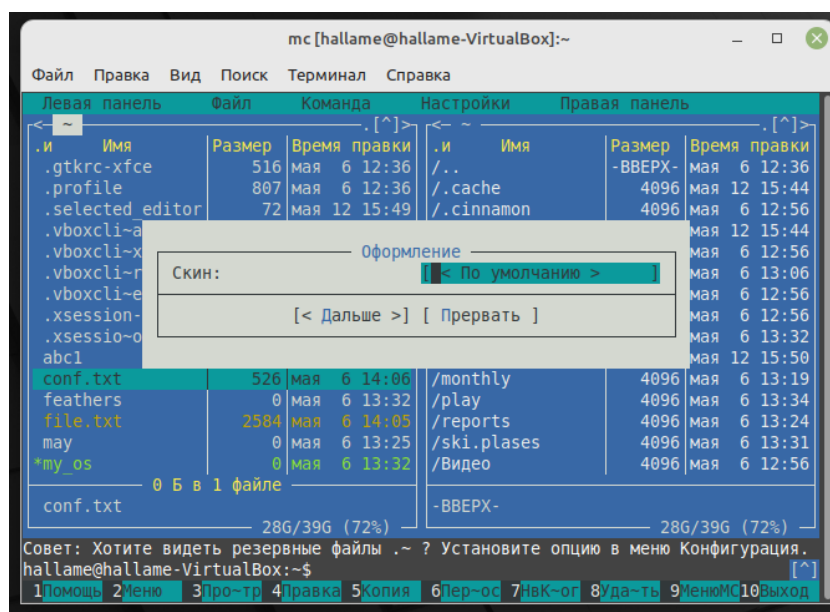 mc [hallame@hallame-VirtualBox]:~
Файл Правка Вид Поиск Терминал Справка
Левая панель Файл Команда Настройки Правая панель
<- ~ .[^]> <- ~ .[^]>
.и Имя Размер Время правки .и Имя Размер Время правки
.gtkrc-xfce 516 мая 6 12:36 /.. -ВВЕРХ- мая 6 12:36
.profile 807 мая 6 12:36 /.cache 4096 мая 12 15:44
.selected_editor 72 мая 12 15:49 /.cinnamon 4096 мая 6 12:56
.vboxcli~a мая 12 15:44
.vboxcli~x Оформление мая 6 12:56
.vboxcli~r Скин: [ < По умолчанию > ] мая 6 13:06
.vboxcli~e мая 6 12:56
.xsession- [< Дальше >] [ Прервать ] мая 6 12:56
.xsessio~o мая 6 13:32
abc1 мая 12 15:50
conf.txt 526 мая 6 14:06 /monthly 4096 мая 6 13:19
feathers 0 мая 6 13:32 /play 4096 мая 6 13:34
file.txt 2584 мая 6 14:05 /reports 4096 мая 6 13:24
may 0 мая 6 13:25 /ski.plases 4096 мая 6 13:31
*my_os 0 мая 6 13:32 /Видео 4096 мая 6 12:56
0 Б в 1 файле
conf.txt -ВВЕРХ-
28G/39G (72%) 28G/39G (72%)
Совет: Хотите видеть резервные файлы .~ ? Установите опцию в меню Конфигурация.
hallame@hallame-VirtualBox:~$ [^]
1Помощь 2Меню 3Про~тр 4Правка 5Копия 6Пер~ос 7НвК~ог 8Уда~ть 9МенюMC 10Выход